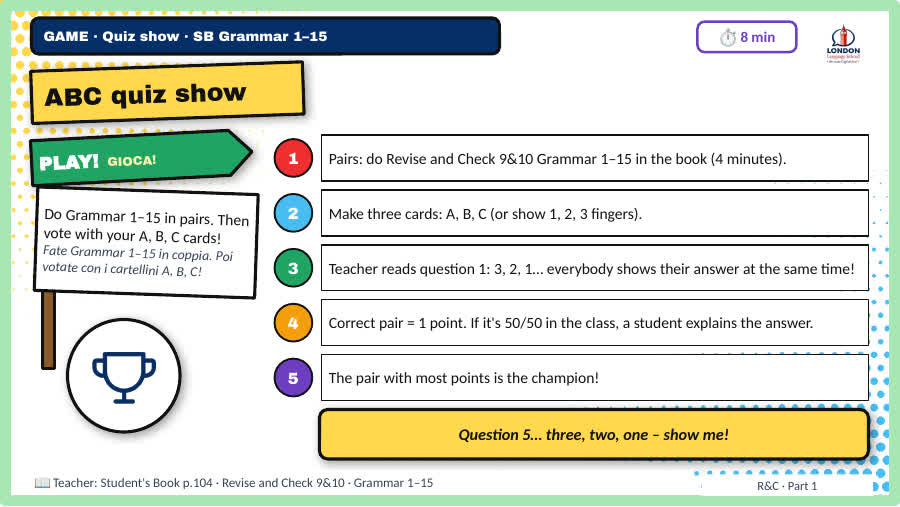 GAME · Quiz show · SB Grammar 1–15
⏱️ 8 min
LONDON
Language School
ABC quiz show
PLAY! GIOCA!
Do Grammar 1–15 in pairs. Then
vote with your A, B, C cards!
Fate Grammar 1–15 in coppia. Poi
votate con i cartellini A, B, C!
1 Pairs: do Revise and Check 9&10 Grammar 1–15 in the book (4 minutes).
2 Make three cards: A, B, C (or show 1, 2, 3 fingers).
3 Teacher reads question 1: 3, 2, 1... everybody shows their answer at the same time!
4 Correct pair = 1 point. If it's 50/50 in the class, a student explains the answer.
5 The pair with most points is the champion!
Question 5... three, two, one – show me!
📖 Teacher: Student's Book p.104 · Revise and Check 9&10 · Grammar 1–15
R&C · Part 1